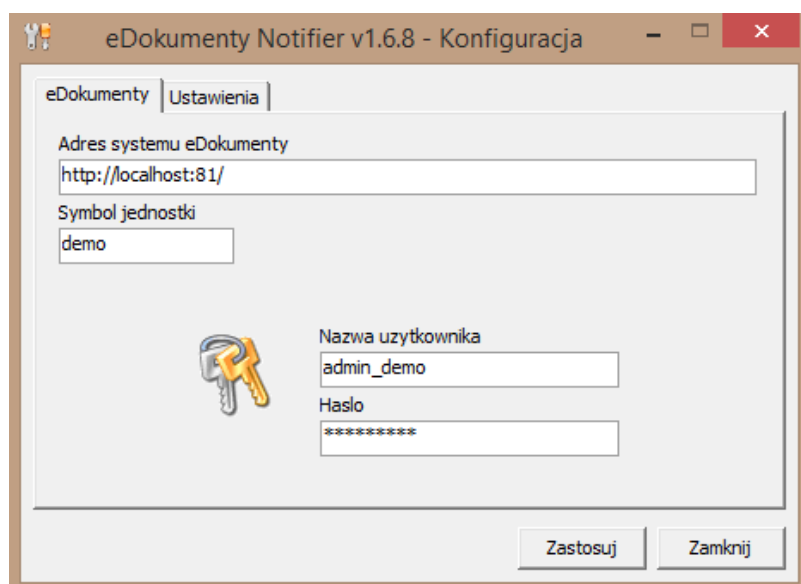 eDokumenty Notifier v1.6.8 - Konfiguracja
eDokumenty Ustawienia
Adres systemu eDokumenty
http://localhost:81/
Symbol jednostki
demo
Nazwa uzytkownika
admin_demo
Haslo
*********
Zastosuj Zamknij